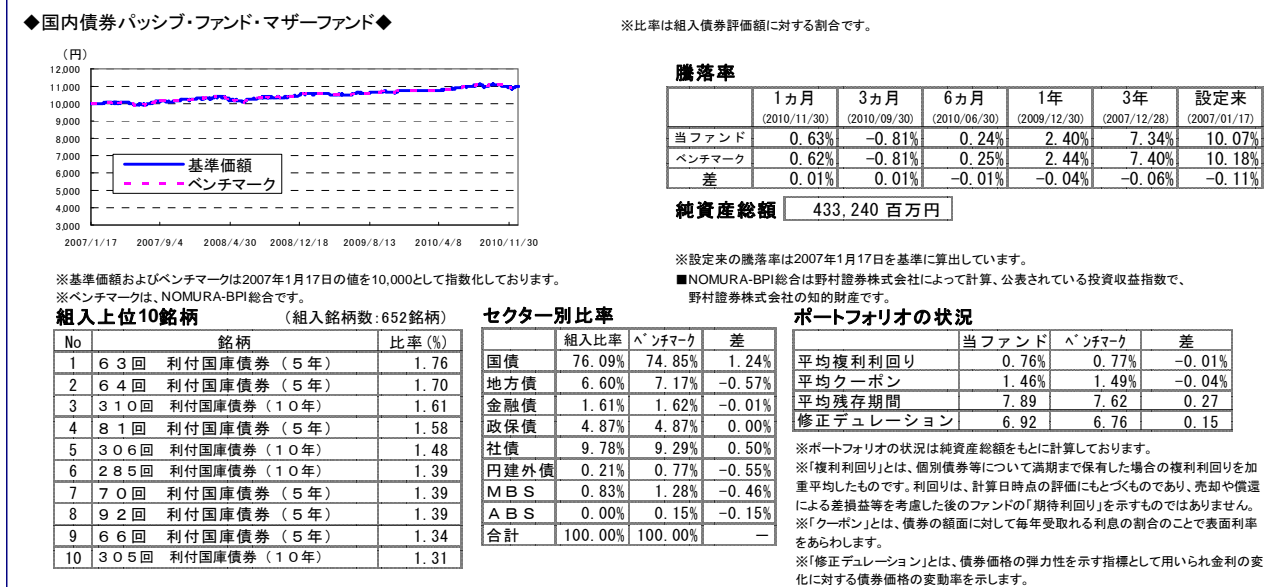 ◆国内債券パッシブ・ファンド・マザーファンド◆
※比率は組入債券評価額に対する割合です。
(円)
12,000
11,000
10,000
9,000
8,000
7,000
6,000
5,000
4,000
3,000
基準価額
ベンチマーク
2007/1/17 2007/9/4 2008/4/30 2008/12/18 2009/8/13 2010/4/8 2010/11/30
※基準価額およびベンチマークは2007年1月17日の値を10,000として指数化しております。
※ベンチマークは、NOMURA-BPI総合です。
騰落率
1ヵ月 3ヵ月 6ヵ月 1年 3年 設定来
(2010/11/30) (2010/09/30) (2010/06/30) (2009/12/30) (2007/12/28) (2007/01/17)
当ファンド 0.63% -0.81% 0.24% 2.40% 7.34% 10.07%
ベンチマーク 0.62% -0.81% 0.25% 2.44% 7.40% 10.18%
差 0.01% 0.01% -0.01% -0.04% -0.06% -0.11%
純資産総額 433,240 百万円
※設定来の騰落率は2007年1月17日を基準に算出しています。
■NOMURA-BPI総合は野村證券株式会社によって計算、公表されている投資収益指数で、
野村證券株式会社の知的財産です。
組入上位10銘柄 (組入銘柄数:652銘柄)
No 銘柄 比率(%)
1 63回 利付国庫債券(5年) 1.76
2 64回 利付国庫債券(5年) 1.70
3 310回 利付国庫債券(10年) 1.61
4 81回 利付国庫債券(5年) 1.58
5 306回 利付国庫債券(10年) 1.48
6 285回 利付国庫債券(10年) 1.39
7 70回 利付国庫債券(5年) 1.39
8 92回 利付国庫債券(5年) 1.39
9 66回 利付国庫債券(5年) 1.34
10 305回 利付国庫債券(10年) 1.31
セクター別比率
組入比率 ベンチマーク 差
国債 76.09% 74.85% 1.24%
地方債 6.60% 7.17% -0.57%
金融債 1.61% 1.62% -0.01%
政保債 4.87% 4.87% 0.00%
社債 9.78% 9.29% 0.50%
円建外債 0.21% 0.77% -0.55%
MBS 0.83% 1.28% -0.46%
ABS 0.00% 0.15% -0.15%
合計 100.00% 100.00% ―
ポートフォリオの状況
当ファンド ベンチマーク 差
平均複利利回り 0.76% 0.77% -0.01%
平均クーポン 1.46% 1.49% -0.04%
平均残存期間 7.89 7.62 0.27
修正デュレーション 6.92 6.76 0.15
※ポートフォリオの状況は純資産総額をもとに計算しております。
※「複利利回り」とは、個別債券等について満期まで保有した場合の複利利回りを加
重平均したものです。利回りは、計算日時点の評価にもとづくものであり、売却や償還
による差損益等を考慮した後のファンドの「期待利回り」を示すものではありません。
※「クーポン」とは、債券の額面に対して毎年受取れる利息の割合のことで表面利率
をあらわします。
※「修正デュレーション」とは、債券価格の弾力性を示す指標として用いられ金利の変
化に対する債券価格の変動率を示します。